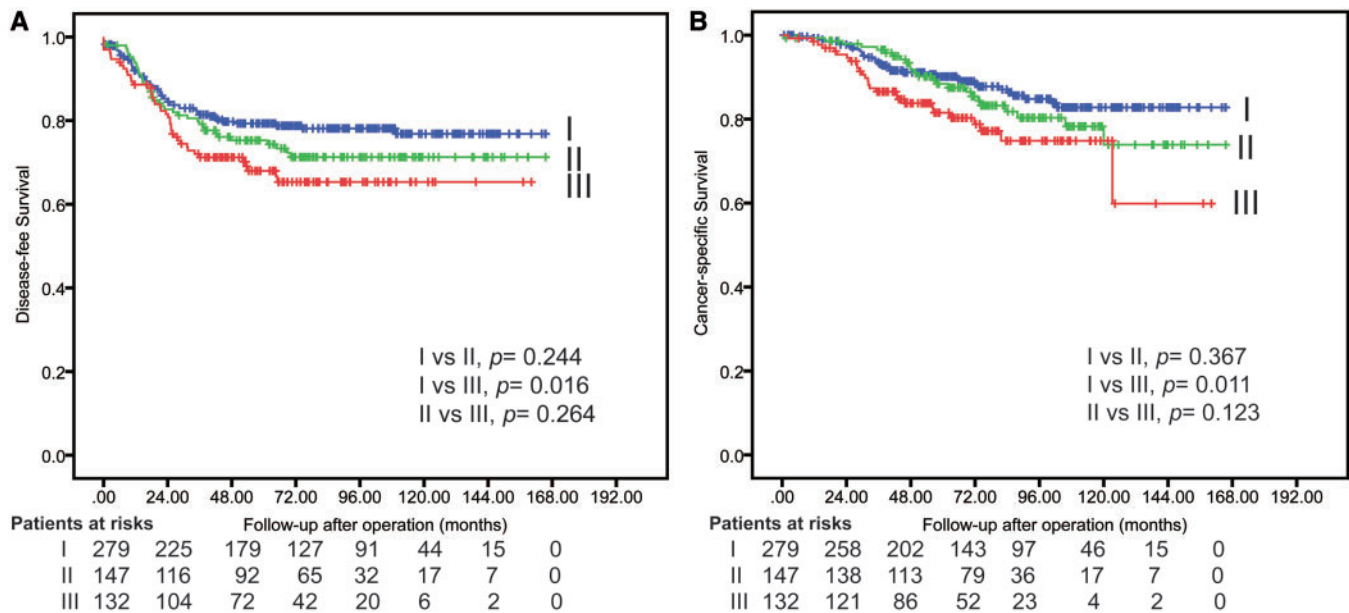 A
1.0
0.8
0.6
0.4
0.2
0.0
Disease-fee Survival
I
II
III
I vs II, p= 0.244
I vs III, p= 0.016
II vs III, p= 0.264
.00 24.00 48.00 72.00 96.00 120.00 144.00 168.00 192.00
Patients at risks Follow-up after operation (months)
I 279 225 179 127 91 44 15 0
II 147 116 92 65 32 17 7 0
III 132 104 72 42 20 6 2 0
B
1.0
0.8
0.6
0.4
0.2
0.0
Cancer-specific Survival
I
II
III
I vs II, p= 0.367
I vs III, p= 0.011
II vs III, p= 0.123
.00 24.00 48.00 72.00 96.00 120.00 144.00 168.00 192.00
Patients at risks Follow-up after operation (months)
I 279 258 202 143 97 46 15 0
II 147 138 113 79 36 17 7 0
III 132 121 86 52 23 4 2 0